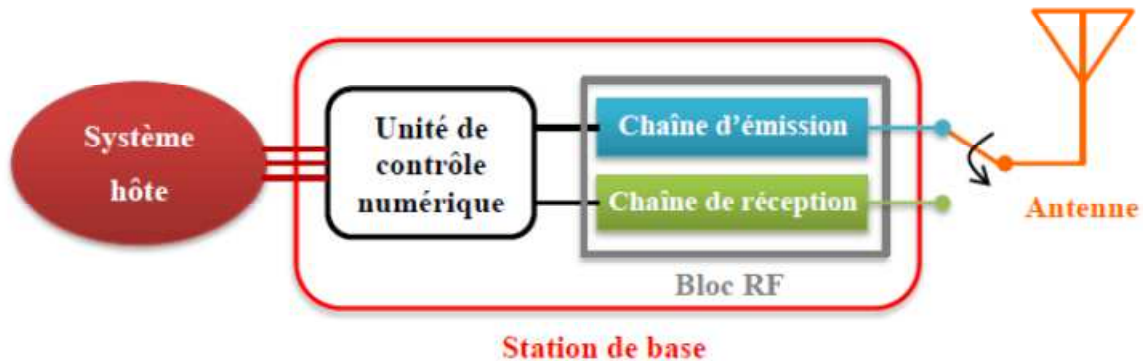 Système
hôte
Unité de
contrôle
numérique
Chaîne d'émission
Chaîne de réception
Bloc RF
Antenne
Station de base